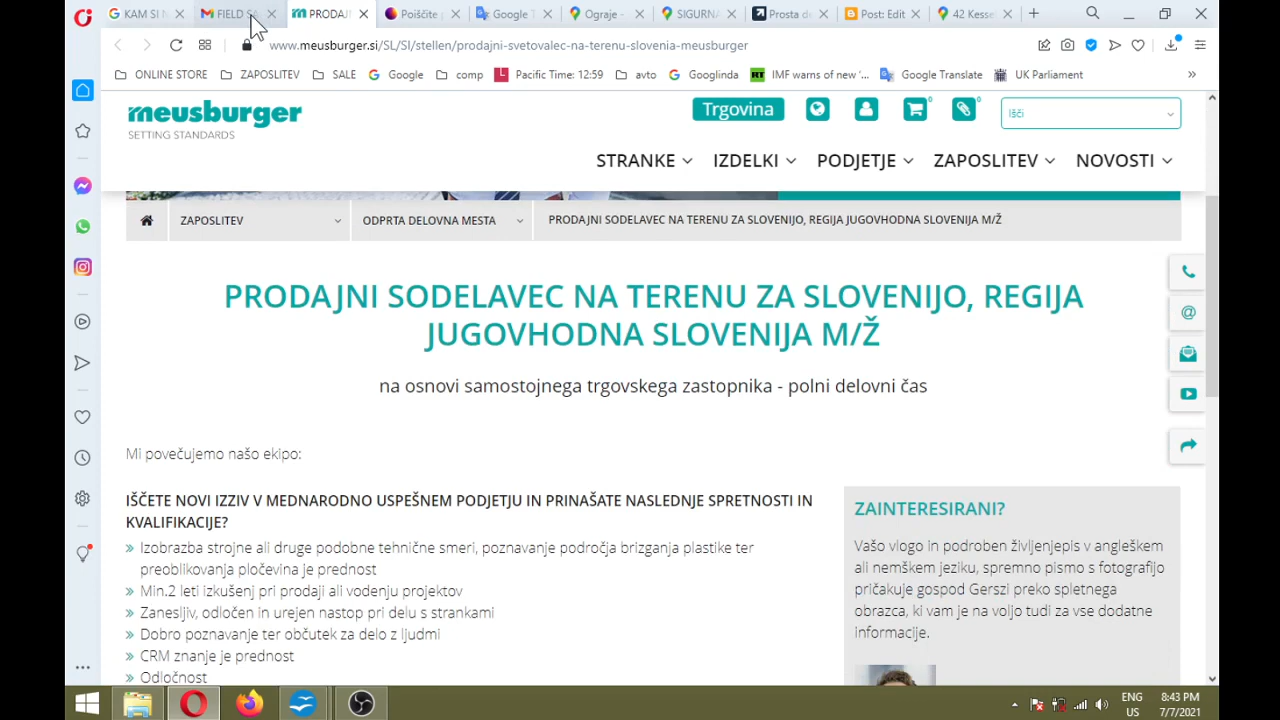 KAM SI N
FIELD SA
PRODAJN
Poiščite
Google T
Ograje -
SIGURNA
Prosta d
Post: Edit
42 Kesse
www.meusburger.si/SL/SI/stellen/prodajni-svetovalec-na-terenu-slovenia-meusburger
ONLINE STORE
ZAPOSLITEV
SALE
Google
comp
Pacific Time: 12:59
avto
Googlinda
RT
IMF warns of new '...
Google Translate
UK Parliament
meusburger
SETTING STANDARDS
Trgovina
0
0
Išči
STRANKE
IZDELKI
PODJETJE
ZAPOSLITEV
NOVOSTI
ZAPOSLITEV
ODPRTA DELOVNA MESTA
PRODAJNI SODELAVEC NA TERENU ZA SLOVENIJO, REGIJA JUGOVHODNA SLOVENIJA M/Ž
PRODAJNI SODELAVEC NA TERENU ZA SLOVENIJO, REGIJA
JUGOVHODNA SLOVENIJA M/Ž
na osnovi samostojnega trgovskega zastopnika - polni delovni čas
Mi povečujemo našo ekipo:
IŠČETE NOVI IZZIV V MEDNARODNO USPEŠNEM PODJETJU IN PRINAŠATE NASLEDNJE SPRETNOSTI IN
KVALIFIKACIJE?
Izobrazba strojne ali druge podobne tehnične smeri, poznavanje področja brizganja plastike ter
preoblikovanja pločevina je prednost
Min.2 leti izkušenj pri prodaji ali vodenju projektov
Zanesljiv, odločen in urejen nastop pri delu s strankami
Dobro poznavanje ter občutek za delo z ljudmi
CRM znanje je prednost
Odločnost
ZAINTERESIRANI?
Vašo vlogo in podroben življenjepis v angleškem
ali nemškem jeziku, spremno pismo s fotografijo
pričakuje gospod Gerszi preko spletnega
obrazca, ki vam je na voljo tudi za vse dodatne
informacije.
ENG
US
8:43 PM
7/7/2021